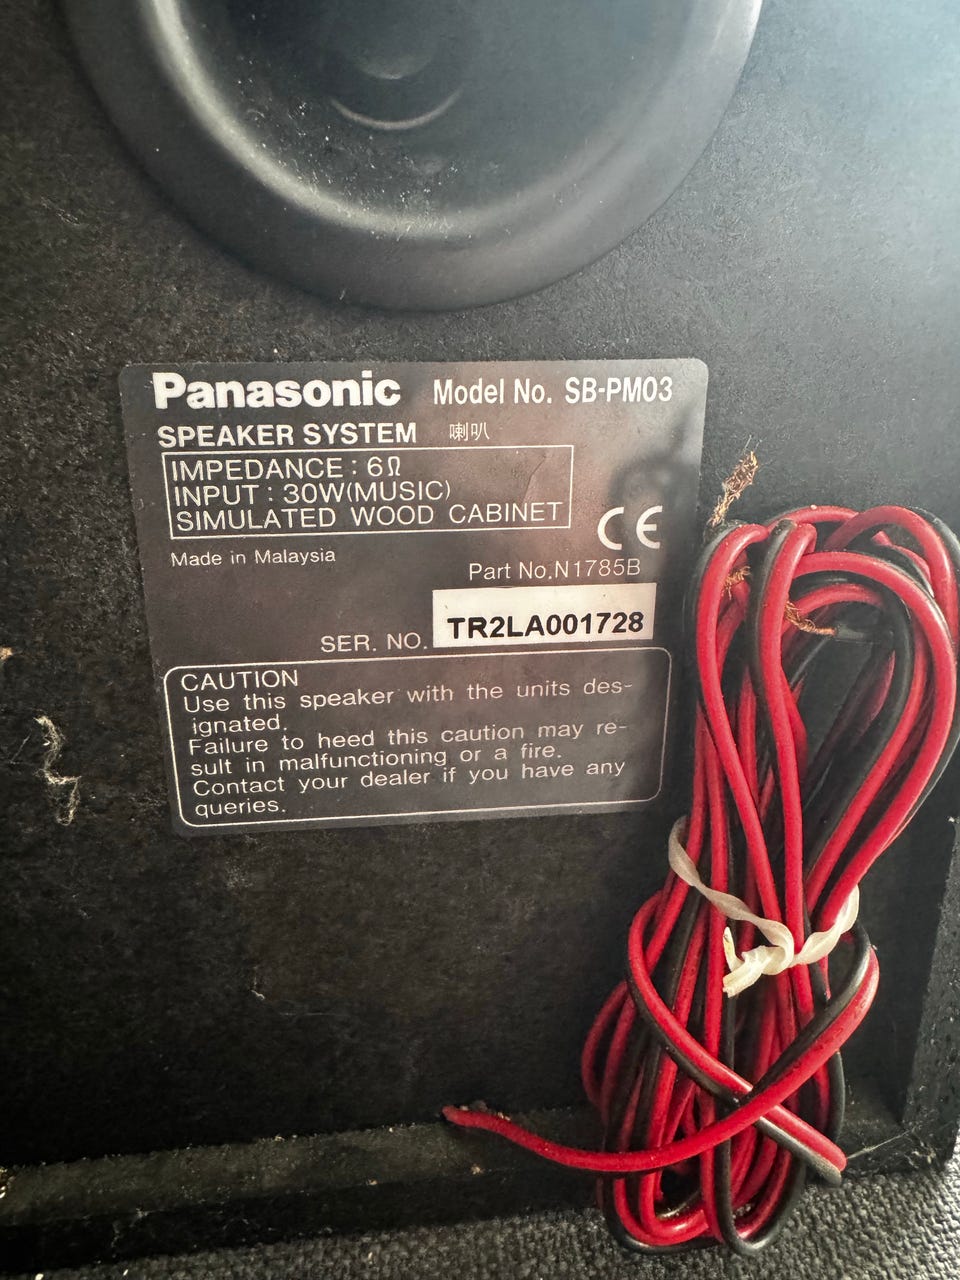 Panasonic Model No. SB-PM03
SPEAKER SYSTEM 喇叭
IMPEDANCE : 6Ω
INPUT : 30W(MUSIC)
SIMULATED WOOD CABINET
CE
Made in Malaysia
Part No.N1785B
SER. NO. TR2LA001728
CAUTION
Use this speaker with the units des-
ignated.
Failure to heed this caution may re-
sult in malfunctioning or a fire.
Contact your dealer if you have any
queries.